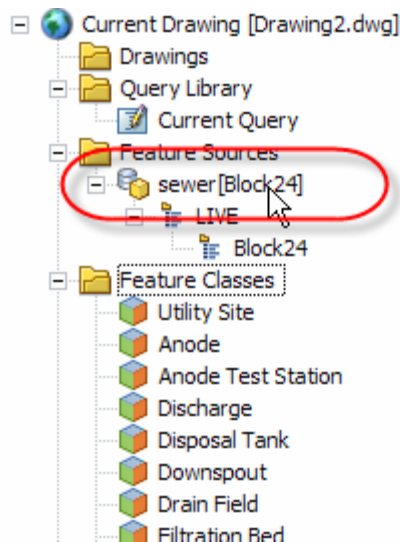 Current Drawing [Drawing2.dwg]
Drawings
Query Library
Current Query
Feature Sources
sewer[Block24]
LIVE
Block24
Feature Classes
Utility Site
Anode
Anode Test Station
Discharge
Disposal Tank
Downspout
Drain Field
Filtration Bed